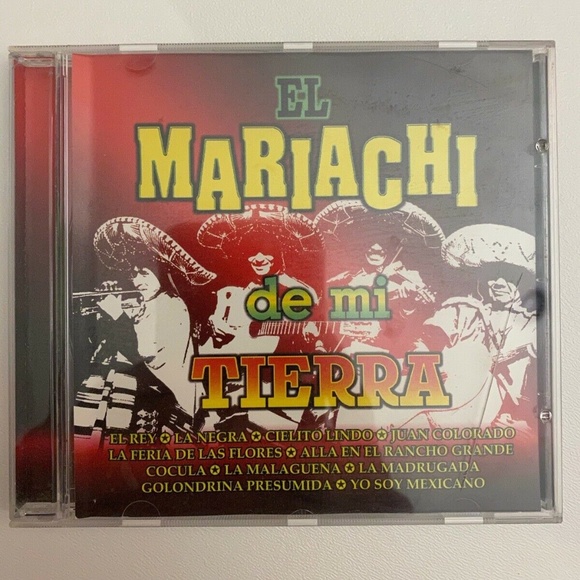 EL
MARIACHI
de mi
TIERRA
EL REY ✪ LA NEGRA ✪ CIELITO LINDO ✪ JUAN COLORADO
LA FERIA DE LAS FLORES ✪ ALLA EN EL RANCHO GRANDE
COCULA ✪ LA MALAGUENA ✪ LA MADRUGADA
GOLONDRINA PRESUMIDA ✪ YO SOY MEXICANO